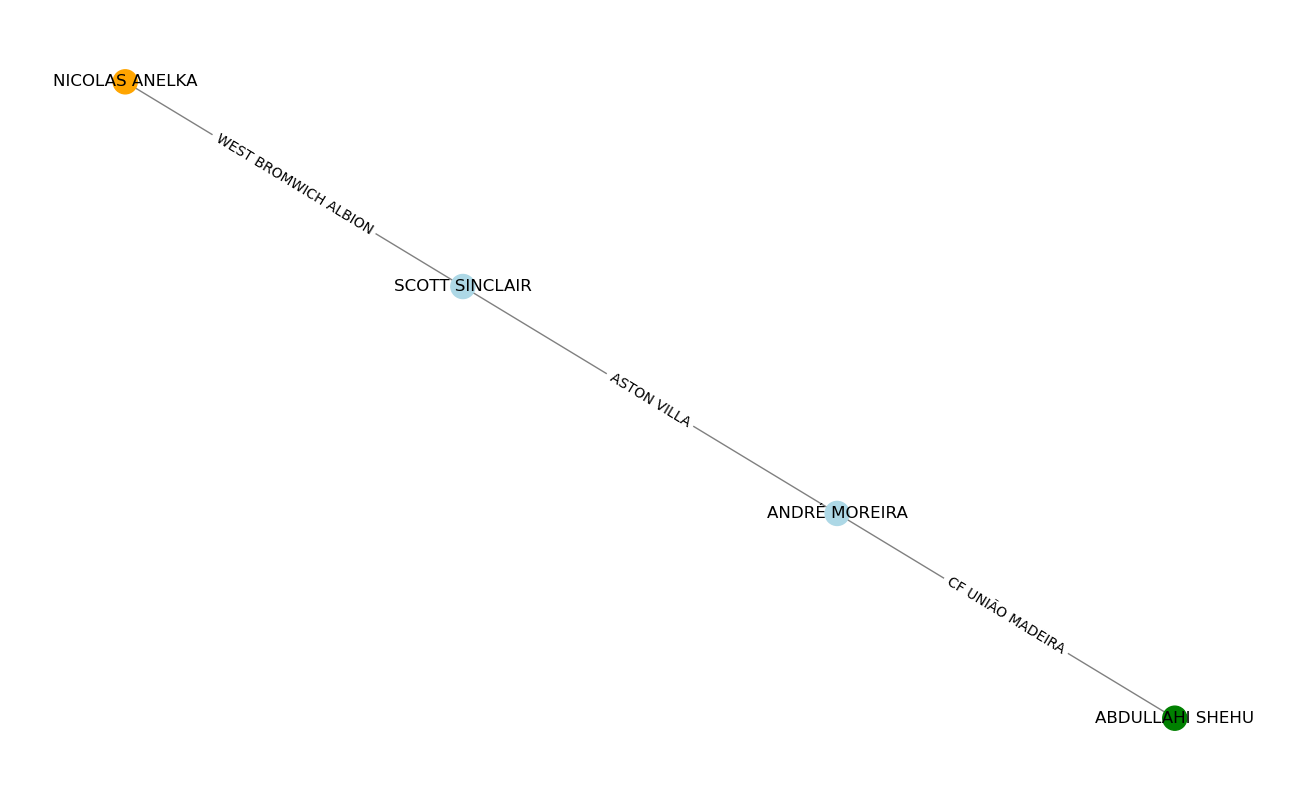 NICOLAS ANELKA
WEST BROMWICH ALBION
SCOTT SINCLAIR
ASTON VILLA
ANDRÉ MOREIRA
CF UNIÃO MADEIRA
ABDULLAHI SHEHU